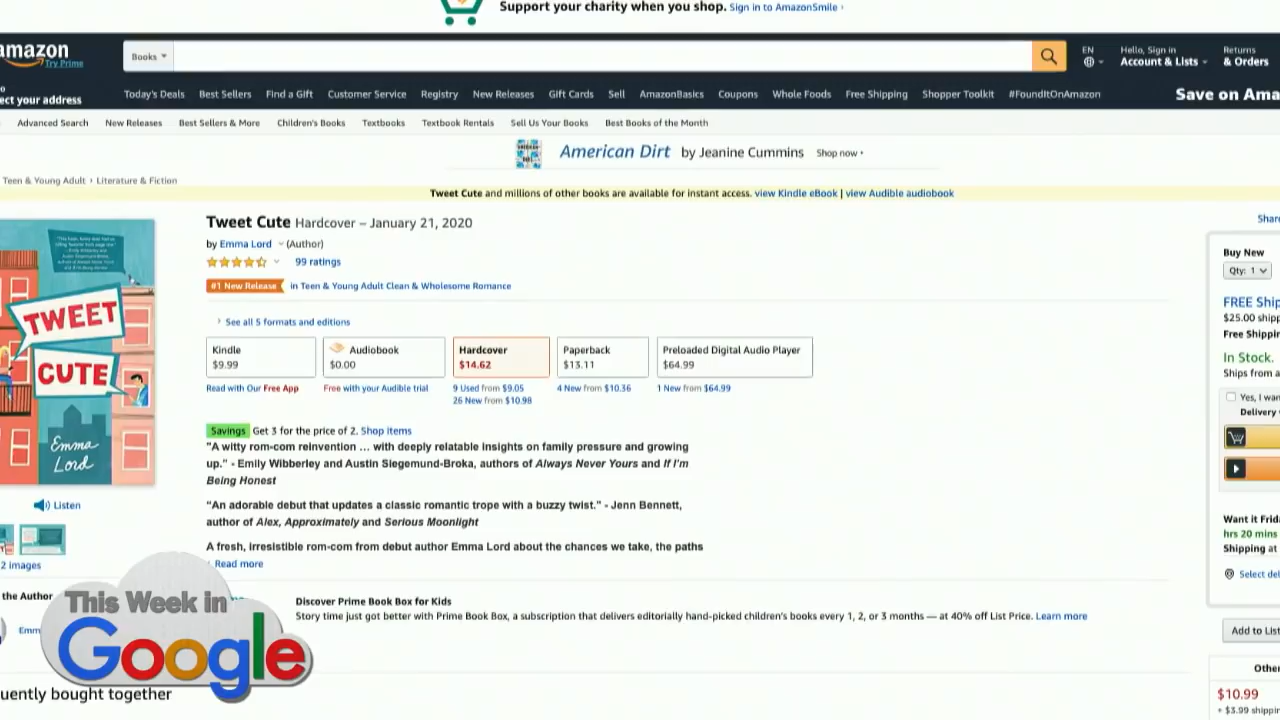 Support your charity when you shop. Sign in to AmazonSmile ›
amazon
Try Prime
Books
EN
Hello, Sign in
Account & Lists
Returns
& Orders
ect your address
Today's Deals Best Sellers Find a Gift Customer Service Registry New Releases Gift Cards Sell AmazonBasics Coupons Whole Foods Free Shipping Shopper Toolkit #FoundItOnAmazon
Save on Ama
Advanced Search New Releases Best Sellers & More Children's Books Textbooks Textbook Rentals Sell Us Your Books Best Books of the Month
American Dirt by Jeanine Cummins Shop now ›
Teen & Young Adult › Literature & Fiction
Tweet Cute and millions of other books are available for instant access. view Kindle eBook | view Audible audiobook
Tweet Cute Hardcover – January 21, 2020
by Emma Lord (Author)
99 ratings
#1 New Release in Teen & Young Adult Clean & Wholesome Romance
› See all 5 formats and editions
Kindle
$9.99
Read with Our Free App
Audiobook
$0.00
Free with your Audible trial
Hardcover
$14.62
9 Used from $9.05
26 New from $10.98
Paperback
$13.11
4 New from $10.36
Preloaded Digital Audio Player
$64.99
1 New from $64.99
Savings Get 3 for the price of 2. Shop items
"A witty rom-com reinvention ... with deeply relatable insights on family pressure and growing
up." - Emily Wibberley and Austin Siegemund-Broka, authors of Always Never Yours and If I'm
Being Honest
"An adorable debut that updates a classic romantic trope with a buzzy twist." - Jenn Bennett,
author of Alex, Approximately and Serious Moonlight
A fresh, irresistible rom-com from debut author Emma Lord about the chances we take, the paths
Read more
TWEET
CUTE
Emma
Lord
Listen
2 images
the Author
Emm
Discover Prime Book Box for Kids
Story time just got better with Prime Book Box, a subscription that delivers editorially hand-picked children's books every 1, 2, or 3 months — at 40% off List Price. Learn more
uently bought together
This Week in
Google
Share
Buy New
Qty: 1
FREE Ship
$25.00 shipp
Free Shippin
In Stock.
Ships from a
Yes, I wan
Delivery
Want it Frida
hrs 20 mins
Shipping at
Select del
Add to List
Other
$10.99
+ $3.99 shippin